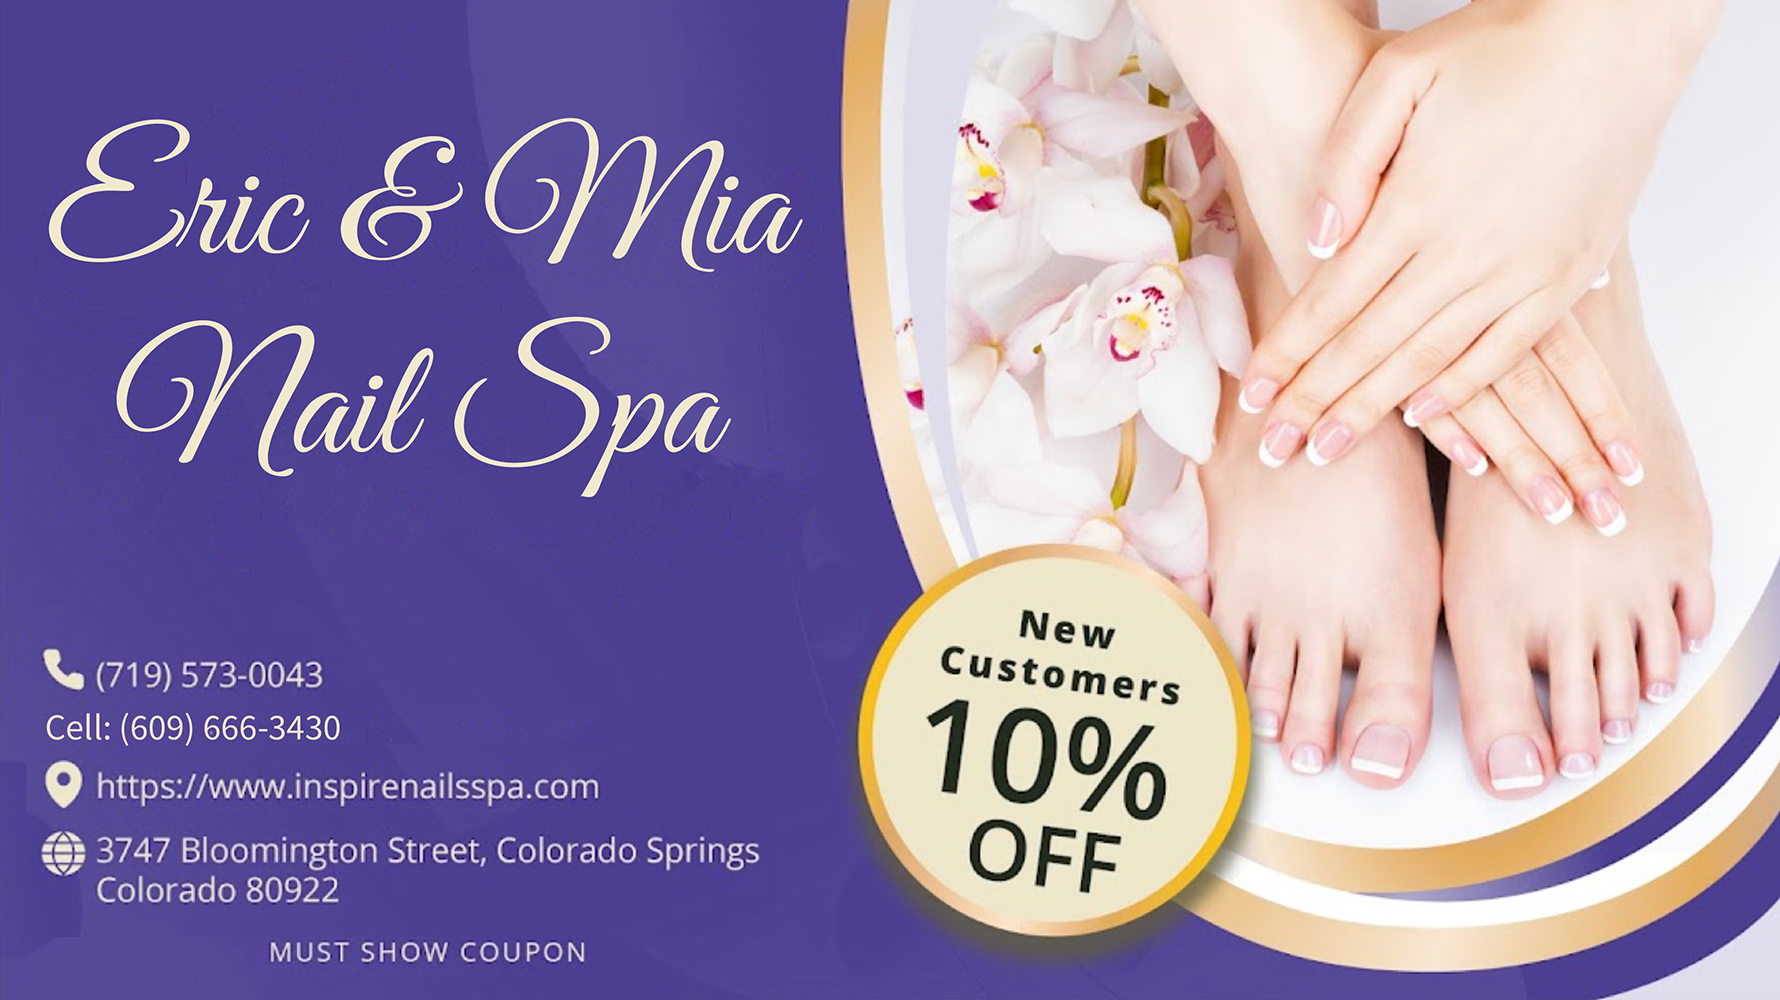 Eric & Mia
Nail Spa
(719) 573-0043
Cell: (609) 666-3430
https://www.inspirenailsspa.com
3747 Bloomington Street, Colorado Springs
Colorado 80922
MUST SHOW COUPON
New
Customers
10%
OFF